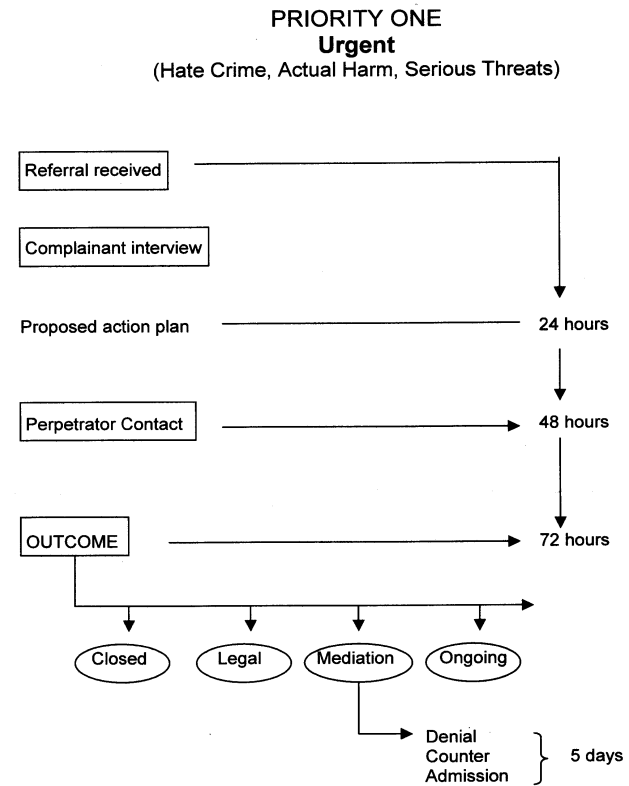 PRIORITY ONE
Urgent
(Hate Crime, Actual Harm, Serious Threats)
Referral received
Complainant interview
Proposed action plan 24 hours
Perpetrator Contact 48 hours
OUTCOME 72 hours
Closed Legal Mediation Ongoing
Denial
Counter 5 days
Admission